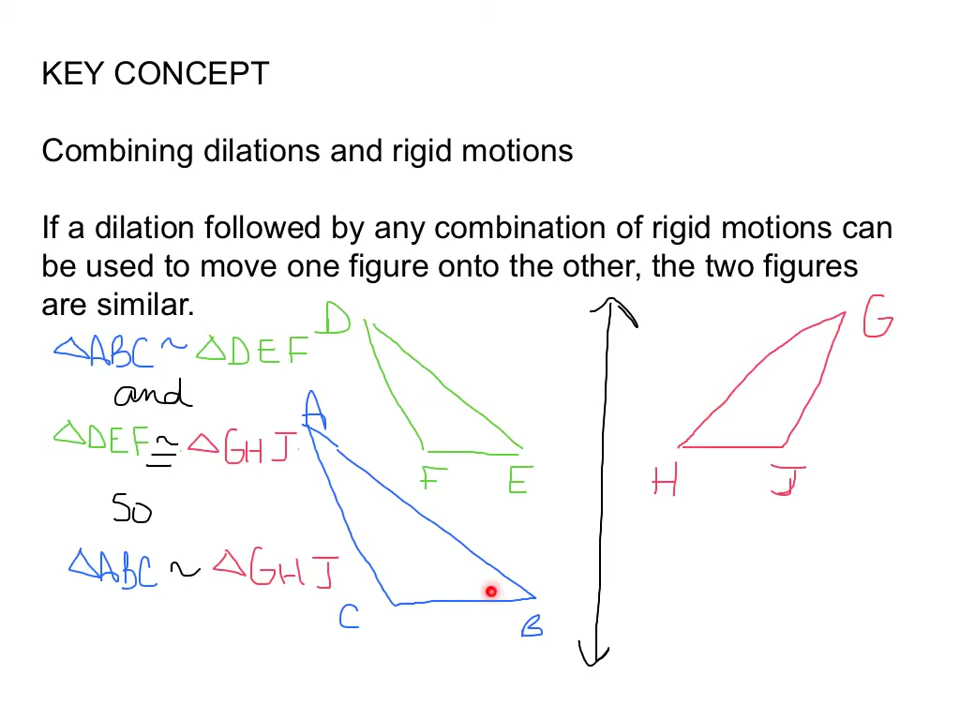 KEY CONCEPT
Combining dilations and rigid motions
If a dilation followed by any combination of rigid motions can
be used to move one figure onto the other, the two figures
are similar.
△ABC ~ △DEF
and
△DEF ≅ △GHJ
So
△ABC ~ △GHJ
D
G
A
F
E
H
J
C
B